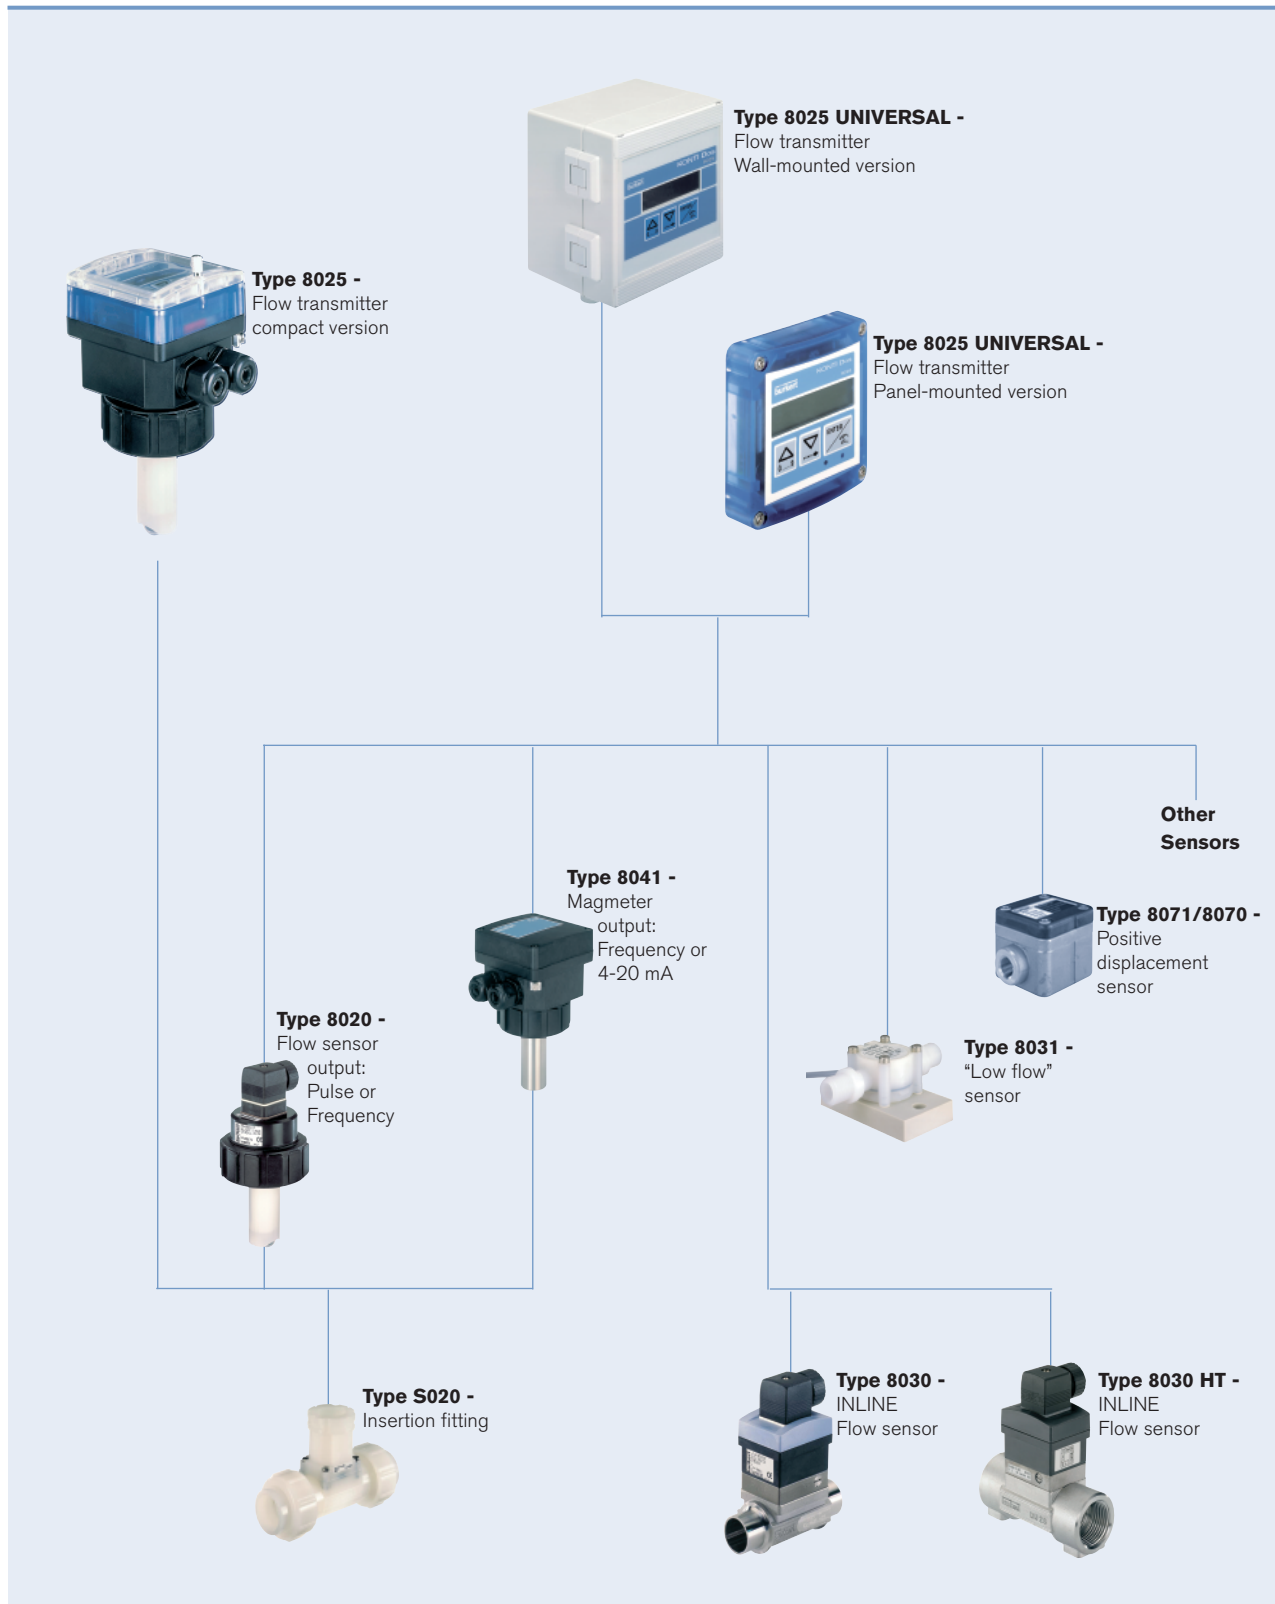 Type 8025 UNIVERSAL -
Flow transmitter
Wall-mounted version
Type 8025 -
Flow transmitter
compact version
Type 8025 UNIVERSAL -
Flow transmitter
Panel-mounted version
bürkert
ENTER
Other
Sensors
Type 8041 -
Magmeter
output:
Frequency or
4-20 mA
Type 8071/8070 -
Positive
displacement
sensor
Type 8020 -
Flow sensor
output:
Pulse or
Frequency
Type 8031 -
“Low flow”
sensor
Type S020 -
Insertion fitting
Type 8030 -
INLINE
Flow sensor
Type 8030 HT -
INLINE
Flow sensor